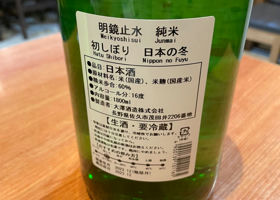 明鏡止水　純米
Meikyoshisui　Junmai
初しぼり　日本の冬
Hatu Shibori　Nippon no Fuyu
●品目：日本酒
●原材料名：米(国産)、米麹(国産米)
●精米歩合：60%
●アルコール分：16度
●内容量：1800ml
大澤酒造株式会社
長野県佐久市茂田井2206番地
【生酒・要冷蔵】